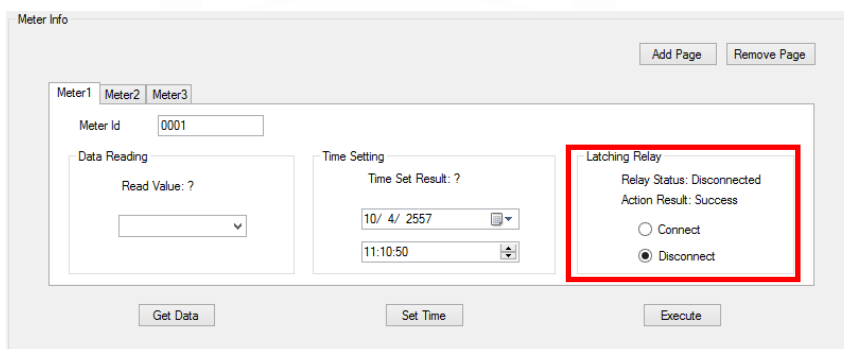 Meter Info
Add Page Remove Page
Meter1 Meter2 Meter3
Meter Id 0001
Data Reading
Read Value: ?
Time Setting
Time Set Result: ?
10/ 4/ 2557
11:10:50
Latching Relay
Relay Status: Disconnected
Action Result: Success
Connect
Disconnect
Get Data Set Time Execute